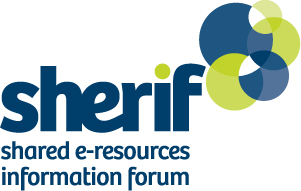 sherif
shared e-resources
information forum